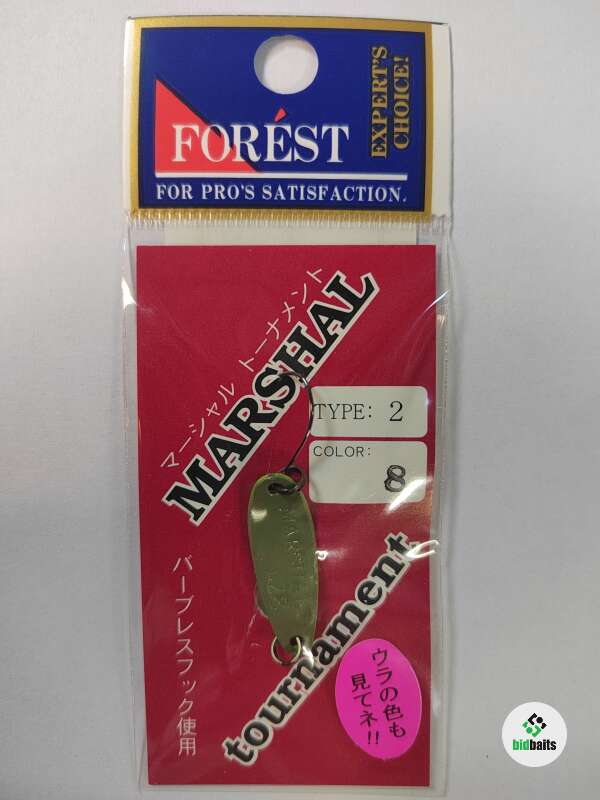 EXPERT'S
CHOICE!
FORÉST
FOR PRO'S SATISFACTION.
マーシャル トーナメント
MARSHAL
TYPE: 2
COLOR:
8
tournament
バーブレスフック使用
ウラの色も
見てネ!!
bidbaits